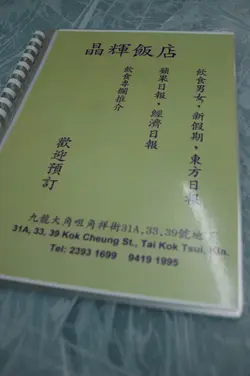 晶輝飯店
飲食男女，新假期，東方日報
蘋果日報，經濟日報
飲食專欄推介
歡迎預訂
九龍大角咀角祥街31A,33,39號地下
31A, 33, 39 Kok Cheung St., Tai Kok Tsui, Kln.
Tel: 2393 1699 9419 1995